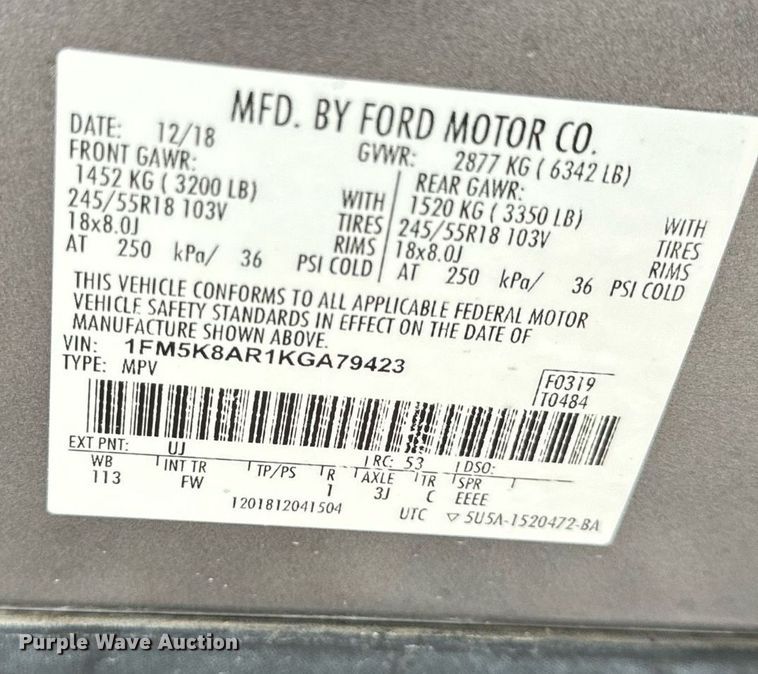 MFD. BY FORD MOTOR CO.
DATE: 12/18 GVWR: 2877 KG ( 6342 LB)
FRONT GAWR: REAR GAWR:
1452 KG ( 3200 LB) WITH 1520 KG ( 3350 LB) WITH
245/55R18 103V TIRES 245/55R18 103V TIRES
18x8.0J RIMS 18x8.0J RIMS
AT 250 kPa/ 36 PSI COLD AT 250 kPa/ 36 PSI COLD
THIS VEHICLE CONFORMS TO ALL APPLICABLE FEDERAL MOTOR
VEHICLE SAFETY STANDARDS IN EFFECT ON THE DATE OF
MANUFACTURE SHOWN ABOVE.
VIN: 1FM5K8AR1KGA79423
TYPE: MPV
F0319
T0484
EXT PNT: UJ RC: 53 DSO:
WB INT TR TP/PS R AXLE TR SPR
113 FW 1 3J C EEEE
1201812041504 UTC ▽ 5U5A-1520472-BA
Purple Wave Auction